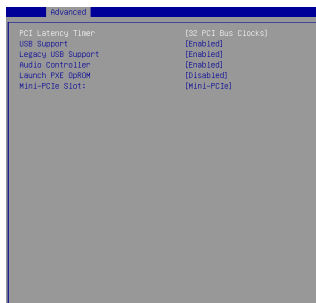 Advanced
PCI Latency Timer [32 PCI Bus Clocks]
USB Support [Enabled]
Legacy USB Support [Enabled]
Audio Controller [Enabled]
Launch PXE OpROM [Disabled]
Mini-PCIe Slot: [Mini-PCIe]